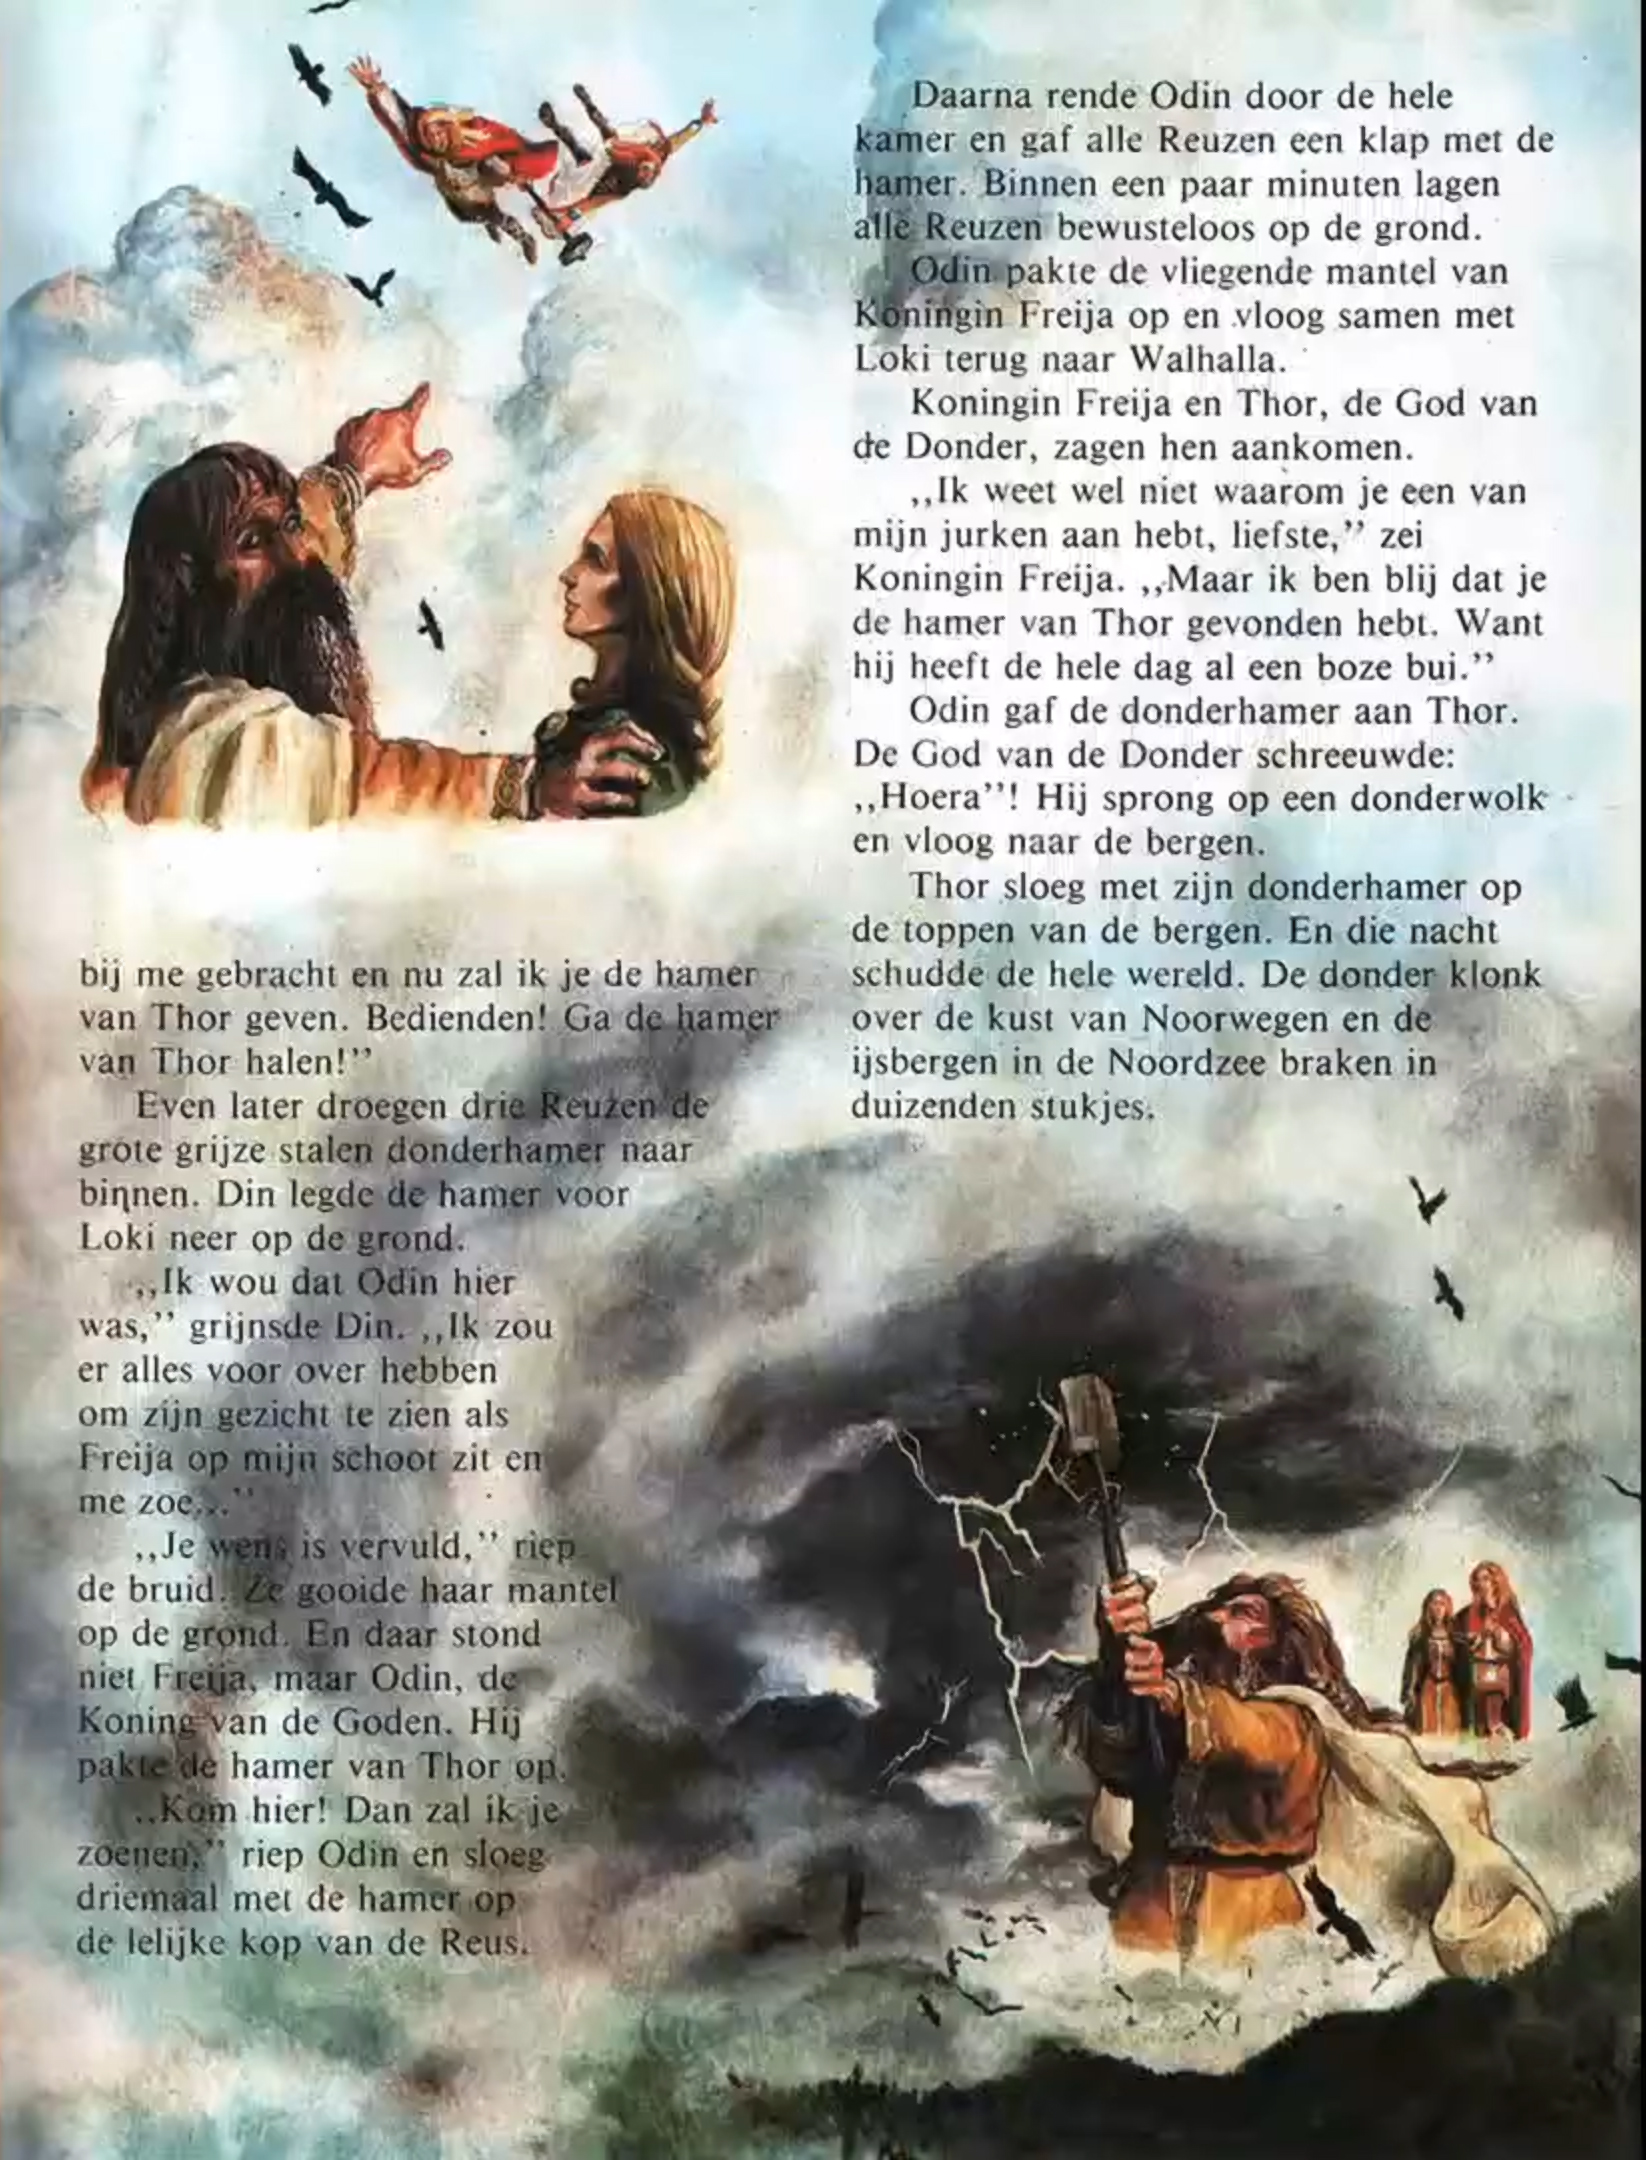 bij me gebracht en nu zal ik je de hamer
van Thor geven. Bedienden! Ga de hamer
van Thor halen!”
Even later droegen drie Reuzen de
grote grijze stalen donderhamer naar
binnen. Din legde de hamer voor
Loki neer op de grond.
,,Ik wou dat Odin hier
was,” grijnsde Din. ,,Ik zou
er alles voor over hebben
om zijn gezicht te zien als
Freija op mijn schoot zit en
me zoe...”
,,Je wens is vervuld,” riep
de bruid. Ze gooide haar mantel
op de grond. En daar stond
niet Freija, maar Odin, de
Koning van de Goden. Hij
pakte de hamer van Thor op.
,,Kom hier! Dan zal ik je
zoenen,” riep Odin en sloeg
driemaal met de hamer op
de lelijke kop van de Reus.
Daarna rende Odin door de hele
kamer en gaf alle Reuzen een klap met de
hamer. Binnen een paar minuten lagen
alle Reuzen bewusteloos op de grond.
Odin pakte de vliegende mantel van
Koningin Freija op en vloog samen met
Loki terug naar Walhalla.
Koningin Freija en Thor, de God van
de Donder, zagen hen aankomen.
,,Ik weet wel niet waarom je een van
mijn jurken aan hebt, liefste,” zei
Koningin Freija. ,,Maar ik ben blij dat je
de hamer van Thor gevonden hebt. Want
hij heeft de hele dag al een boze bui.”
Odin gaf de donderhamer aan Thor.
De God van de Donder schreeuwde:
,,Hoera”! Hij sprong op een donderwolk
en vloog naar de bergen.
Thor sloeg met zijn donderhamer op
de toppen van de bergen. En die nacht
schudde de hele wereld. De donder klonk
over de kust van Noorwegen en de
ijsbergen in de Noordzee braken in
duizenden stukjes.